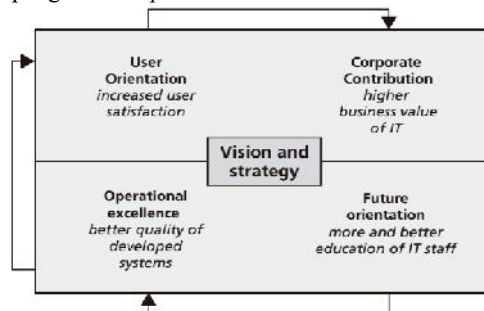 User
Orientation
increased user
satisfaction
Corporate
Contribution
higher
business value
of IT
Vision and
strategy
Operational
excellence
better quality of
developed
systems
Future
orientation
more and better
education of IT staff